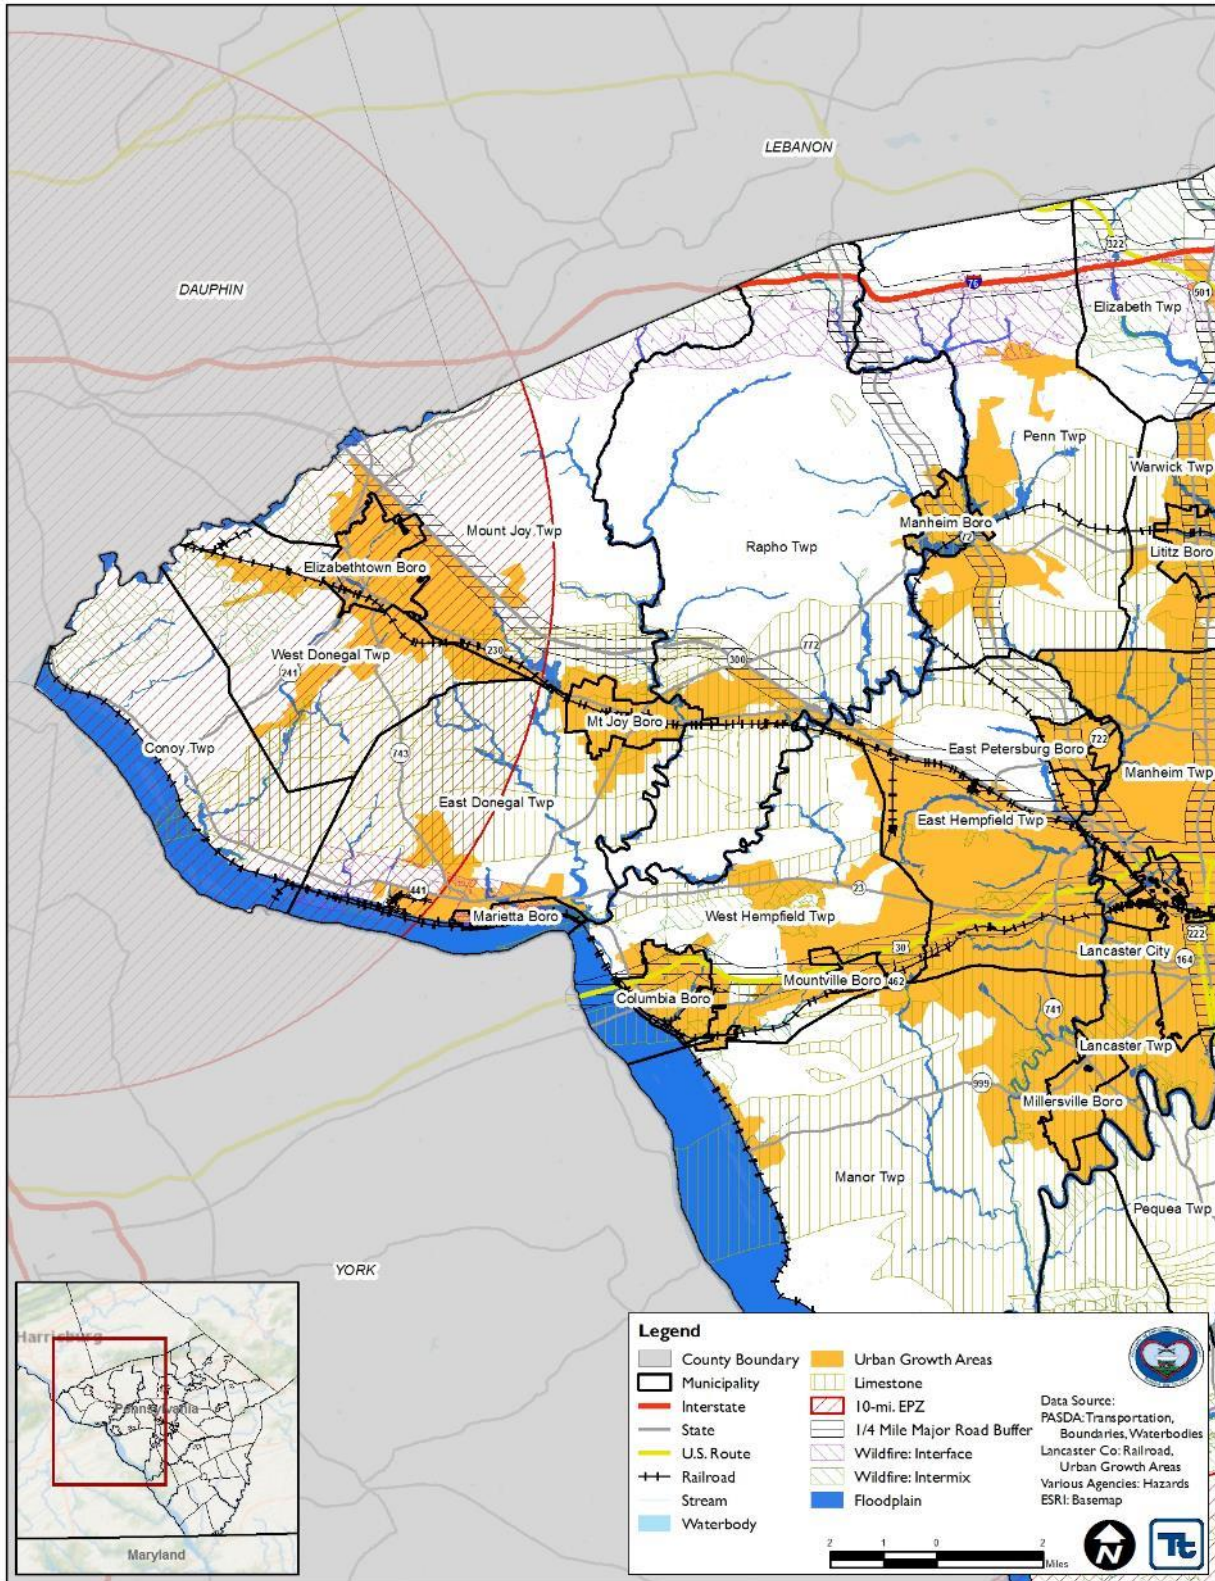 LEBANON
DAUPHIN
322
76
501
Elizabeth Twp
Penn Twp
Warwick Twp
Mount Joy Twp
Manheim Boro
72
Rapho Twp
Lititz Boro
Elizabethtown Boro
230
772
West Donegal Twp
300
241
Mt Joy Boro
Conoy Twp
743
East Petersburg Boro
722
Manheim Twp
East Donegal Twp
East Hempfield Twp
441
23
Marietta Boro
West Hempfield Twp
222
30
Lancaster City
164
Mountville Boro
462
Columbia Boro
741
Lancaster Twp
999
Millersville Boro
Manor Twp
Pequea Twp
YORK
Harrisburg
Pennsylvania
Maryland
Legend
County Boundary
Municipality
Interstate
State
U.S. Route
Railroad
Stream
Waterbody
Urban Growth Areas
Limestone
10-mi. EPZ
1/4 Mile Major Road Buffer
Wildfire: Interface
Wildfire: Intermix
Floodplain
Data Source:
PASDA: Transportation,
Boundaries, Waterbodies
Lancaster Co: Railroad,
Urban Growth Areas
Various Agencies: Hazards
ESRI: Basemap
2 1 0 2
Miles
N
Tt